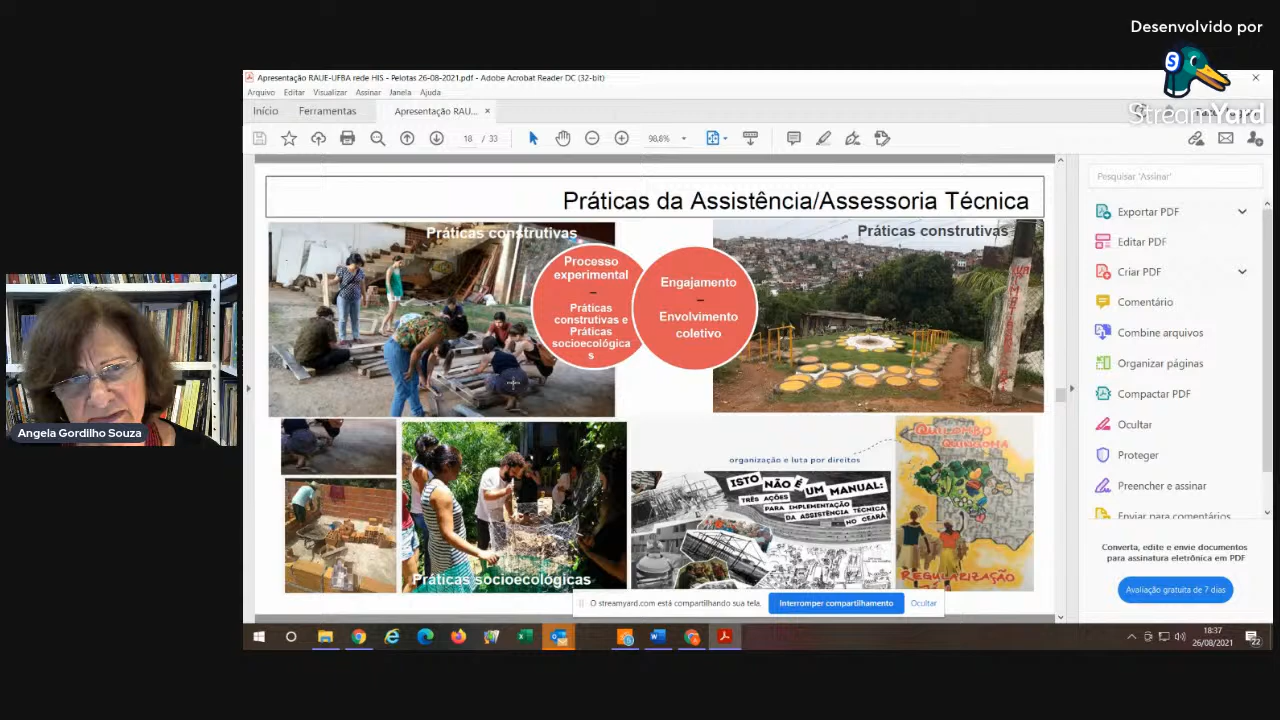 Desenvolvido por
StreamYard
Apresentação RAUE-UFBA rede HIS - Pelotas 26-08-2021.pdf - Adobe Acrobat Reader DC (32-bit)
Arquivo Editar Visualizar Assinar Janela Ajuda
Início Ferramentas Apresentação RAU... ×
18 / 33 98,8%
Práticas da Assistência/Assessoria Técnica
Práticas construtivas
Processo
experimental
–
Práticas
construtivas e
Práticas
socioecológica
s
Engajamento
–
Envolvimento
coletivo
Práticas construtivas
Práticas socioecológicas
organização e luta por direitos
ISTO NÃO É UM MANUAL:
TRÊS AÇÕES
PARA IMPLEMENTAÇÃO
DA ASSISTÊNCIA TÉCNICA
NO CEARÁ
QUILOMBO
QUINGOMA
REGULARIZAÇÃO
Pesquisar 'Assinar'
Exportar PDF
Editar PDF
Criar PDF
Comentário
Combine arquivos
Organizar páginas
Compactar PDF
Ocultar
Proteger
Preencher e assinar
Enviar para comentários
Converta, edite e envie documentos
para assinatura eletrônica em PDF
Avaliação gratuita de 7 dias
Angela Gordilho Souza
O streamyard.com está compartilhando sua tela. Interromper compartilhamento Ocultar
18:37
26/08/2021
22